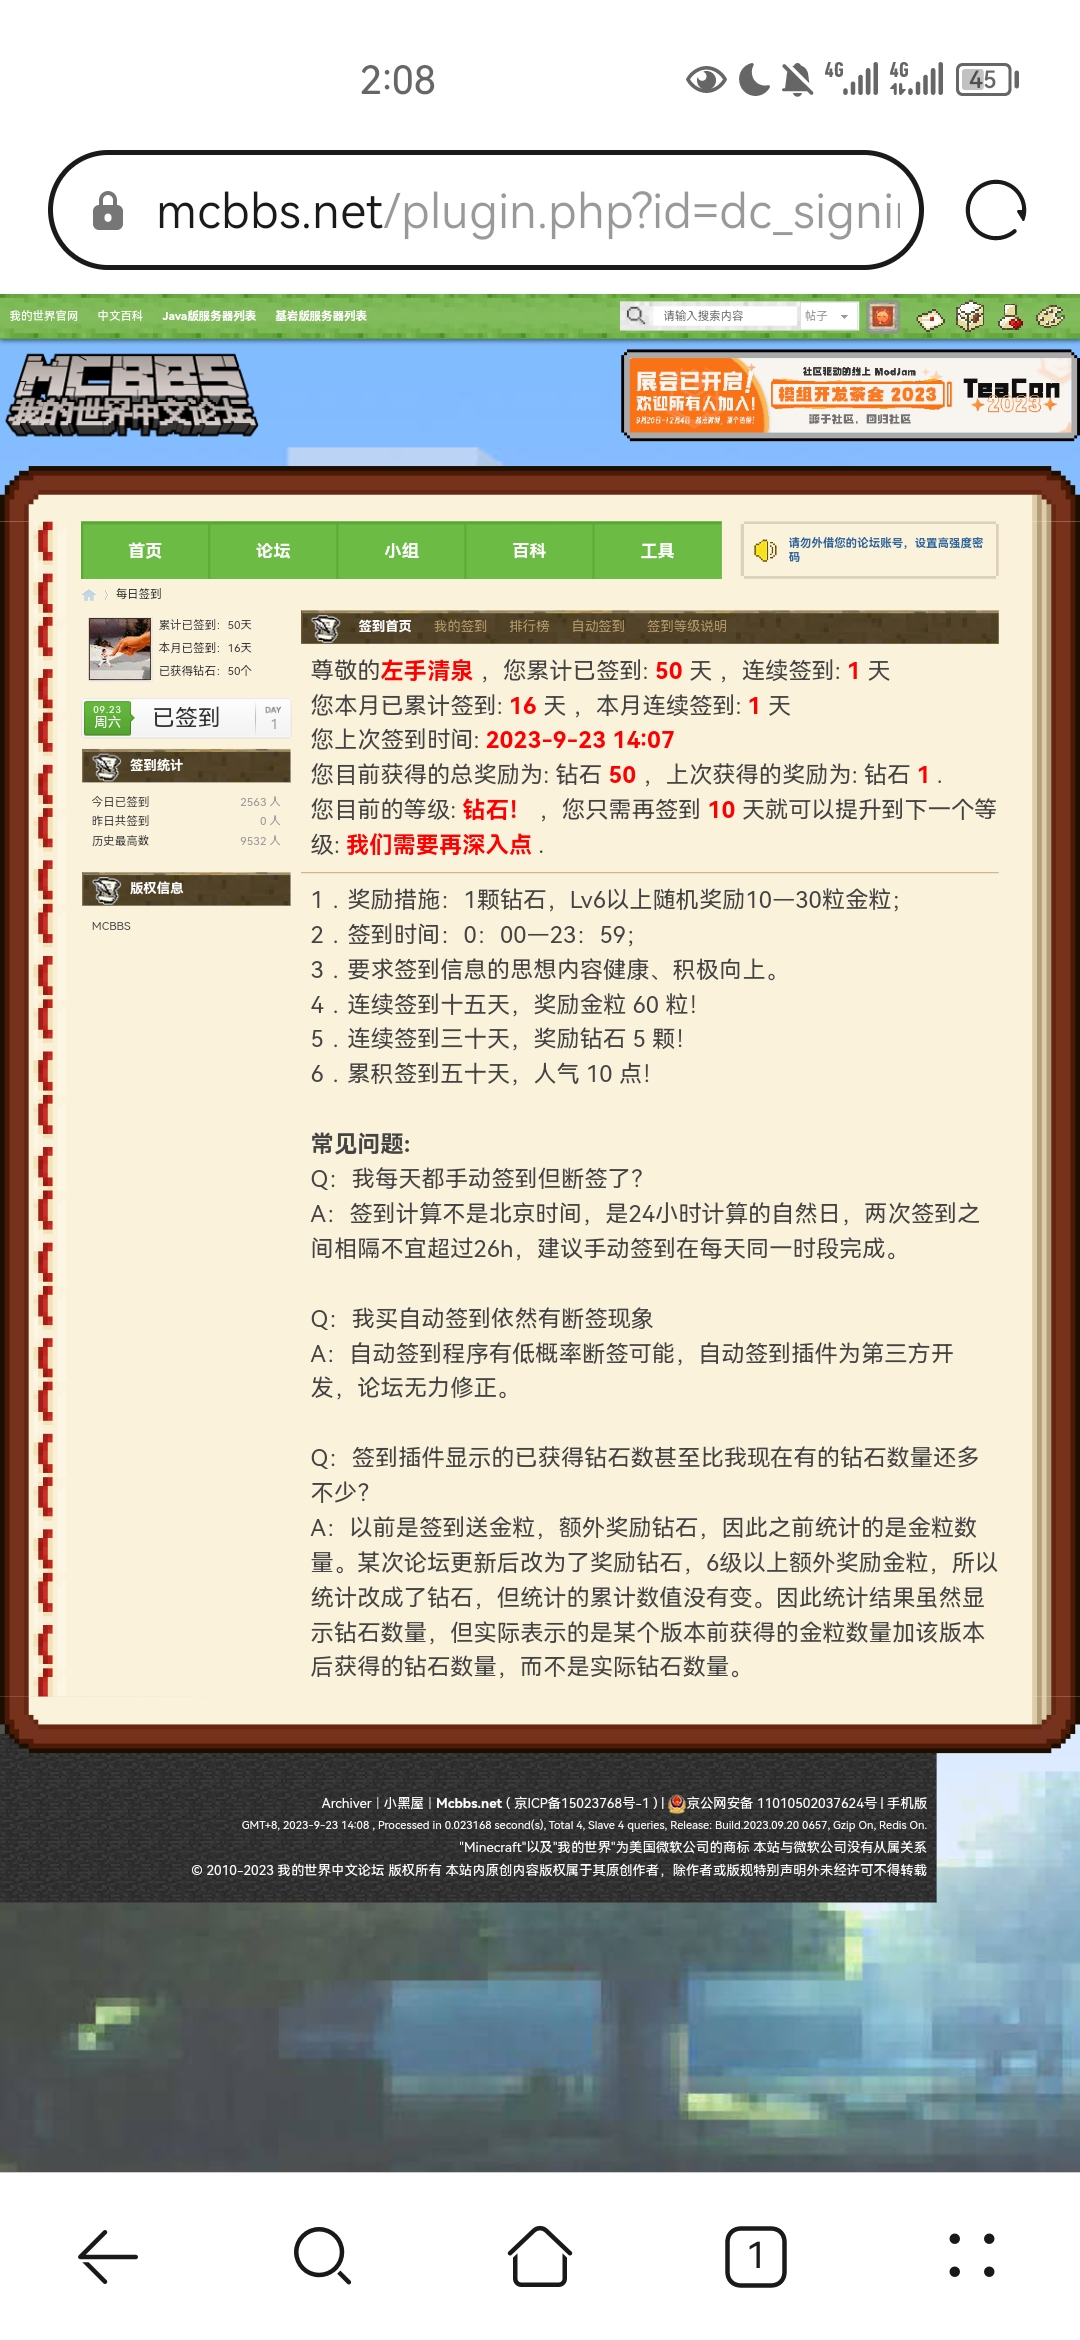 2:08
4G 4G 45
mcbbs.net/plugin.php?id=dc_signin
我的世界官网 中文百科 Java版服务器列表 基岩版服务器列表 请输入搜索内容 帖子
MCBBS
我的世界中文论坛
展会已开启！
欢迎所有人加入！
社区驱动的线上 ModJam
模组开发茶会 2023
源于社区，回归社区
TeaCon
2023
首页 论坛 小组 百科 工具
请勿外借您的论坛账号，设置高强度密
码
每日签到
累计已签到：50天
本月已签到：16天
已获得钻石：50个
09.23
周六
已签到
DAY
1
签到统计
今日已签到 2563 人
昨日共签到 0 人
历史最高数 9532 人
版权信息
MCBBS
签到首页 我的签到 排行榜 自动签到 签到等级说明
尊敬的左手清泉 ，您累计已签到: 50 天 ，连续签到: 1 天
您本月已累计签到: 16 天 ，本月连续签到: 1 天
您上次签到时间: 2023-9-23 14:07
您目前获得的总奖励为: 钻石 50 ，上次获得的奖励为: 钻石 1 .
您目前的等级: 钻石！ ，您只需再签到 10 天就可以提升到下一个等
级: 我们需要再深入点 .
1．奖励措施：1颗钻石，Lv6以上随机奖励10—30粒金粒；
2．签到时间：0：00—23：59；
3．要求签到信息的思想内容健康、积极向上。
4．连续签到十五天，奖励金粒 60 粒！
5．连续签到三十天，奖励钻石 5 颗！
6．累积签到五十天，人气 10 点！
常见问题:
Q：我每天都手动签到但断签了？
A：签到计算不是北京时间，是24小时计算的自然日，两次签到之
间相隔不宜超过26h，建议手动签到在每天同一时段完成。
Q：我买自动签到依然有断签现象
A：自动签到程序有低概率断签可能，自动签到插件为第三方开
发，论坛无力修正。
Q：签到插件显示的已获得钻石数甚至比我现在有的钻石数量还多
不少？
A：以前是签到送金粒，额外奖励钻石，因此之前统计的是金粒数
量。某次论坛更新后改为了奖励钻石，6级以上额外奖励金粒，所以
统计改成了钻石，但统计的累计数值没有变。因此统计结果虽然显
示钻石数量，但实际表示的是某个版本前获得的金粒数量加该版本
后获得的钻石数量，而不是实际钻石数量。
Archiver | 小黑屋 | Mcbbs.net ( 京ICP备15023768号-1 ) | 京公网安备 11010502037624号 | 手机版
GMT+8, 2023-9-23 14:08 , Processed in 0.023168 second(s), Total 4, Slave 4 queries, Release: Build.2023.09.20 0657, Gzip On, Redis On.
"Minecraft"以及"我的世界"为美国微软公司的商标 本站与微软公司没有从属关系
© 2010-2023 我的世界中文论坛 版权所有 本站内原创内容版权属于其原创作者，除作者或版规特别声明外未经许可不得转载
1